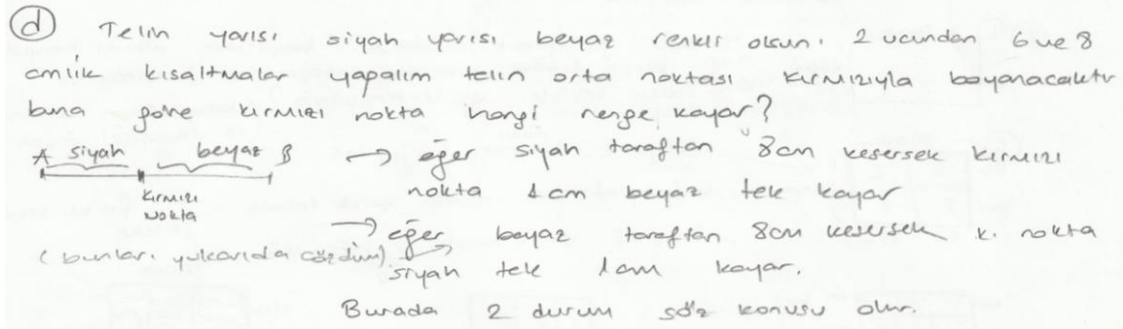 d Telin yarısı siyah yarısı beyaz renkli olsun. 2 ucundan 6 ve 8
cmlik kısaltmalar yapalım telin orta noktası kırmızıyla boyanacaktır
buna göre kırmızı nokta hangi renge kayar?
A siyah beyaz B → eğer siyah taraftan 8cm kesersek kırmızı
kırmızı nokta
nokta 1 cm beyaz tele kayar
→ eğer beyaz taraftan 8cm kesersek k. nokta
(bunları yukarıda çözdüm) siyah tele 1cm kayar.
Burada 2 durum söz konusu olur.